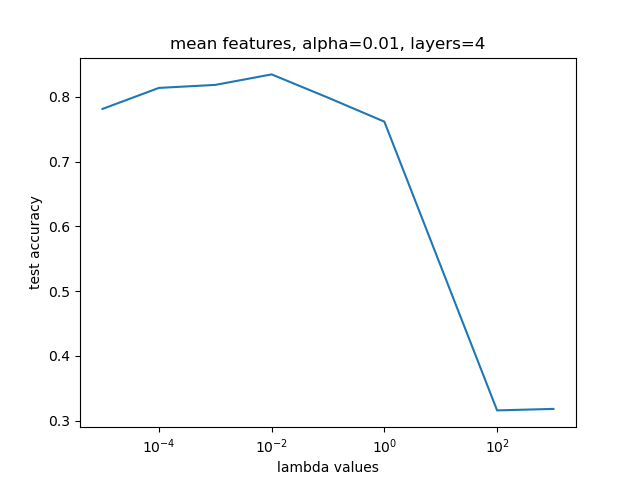 mean features, alpha=0.01, layers=4
test accuracy
0.8
0.7
0.6
0.5
0.4
0.3
10⁻⁴ 10⁻² 10⁰ 10²
lambda values